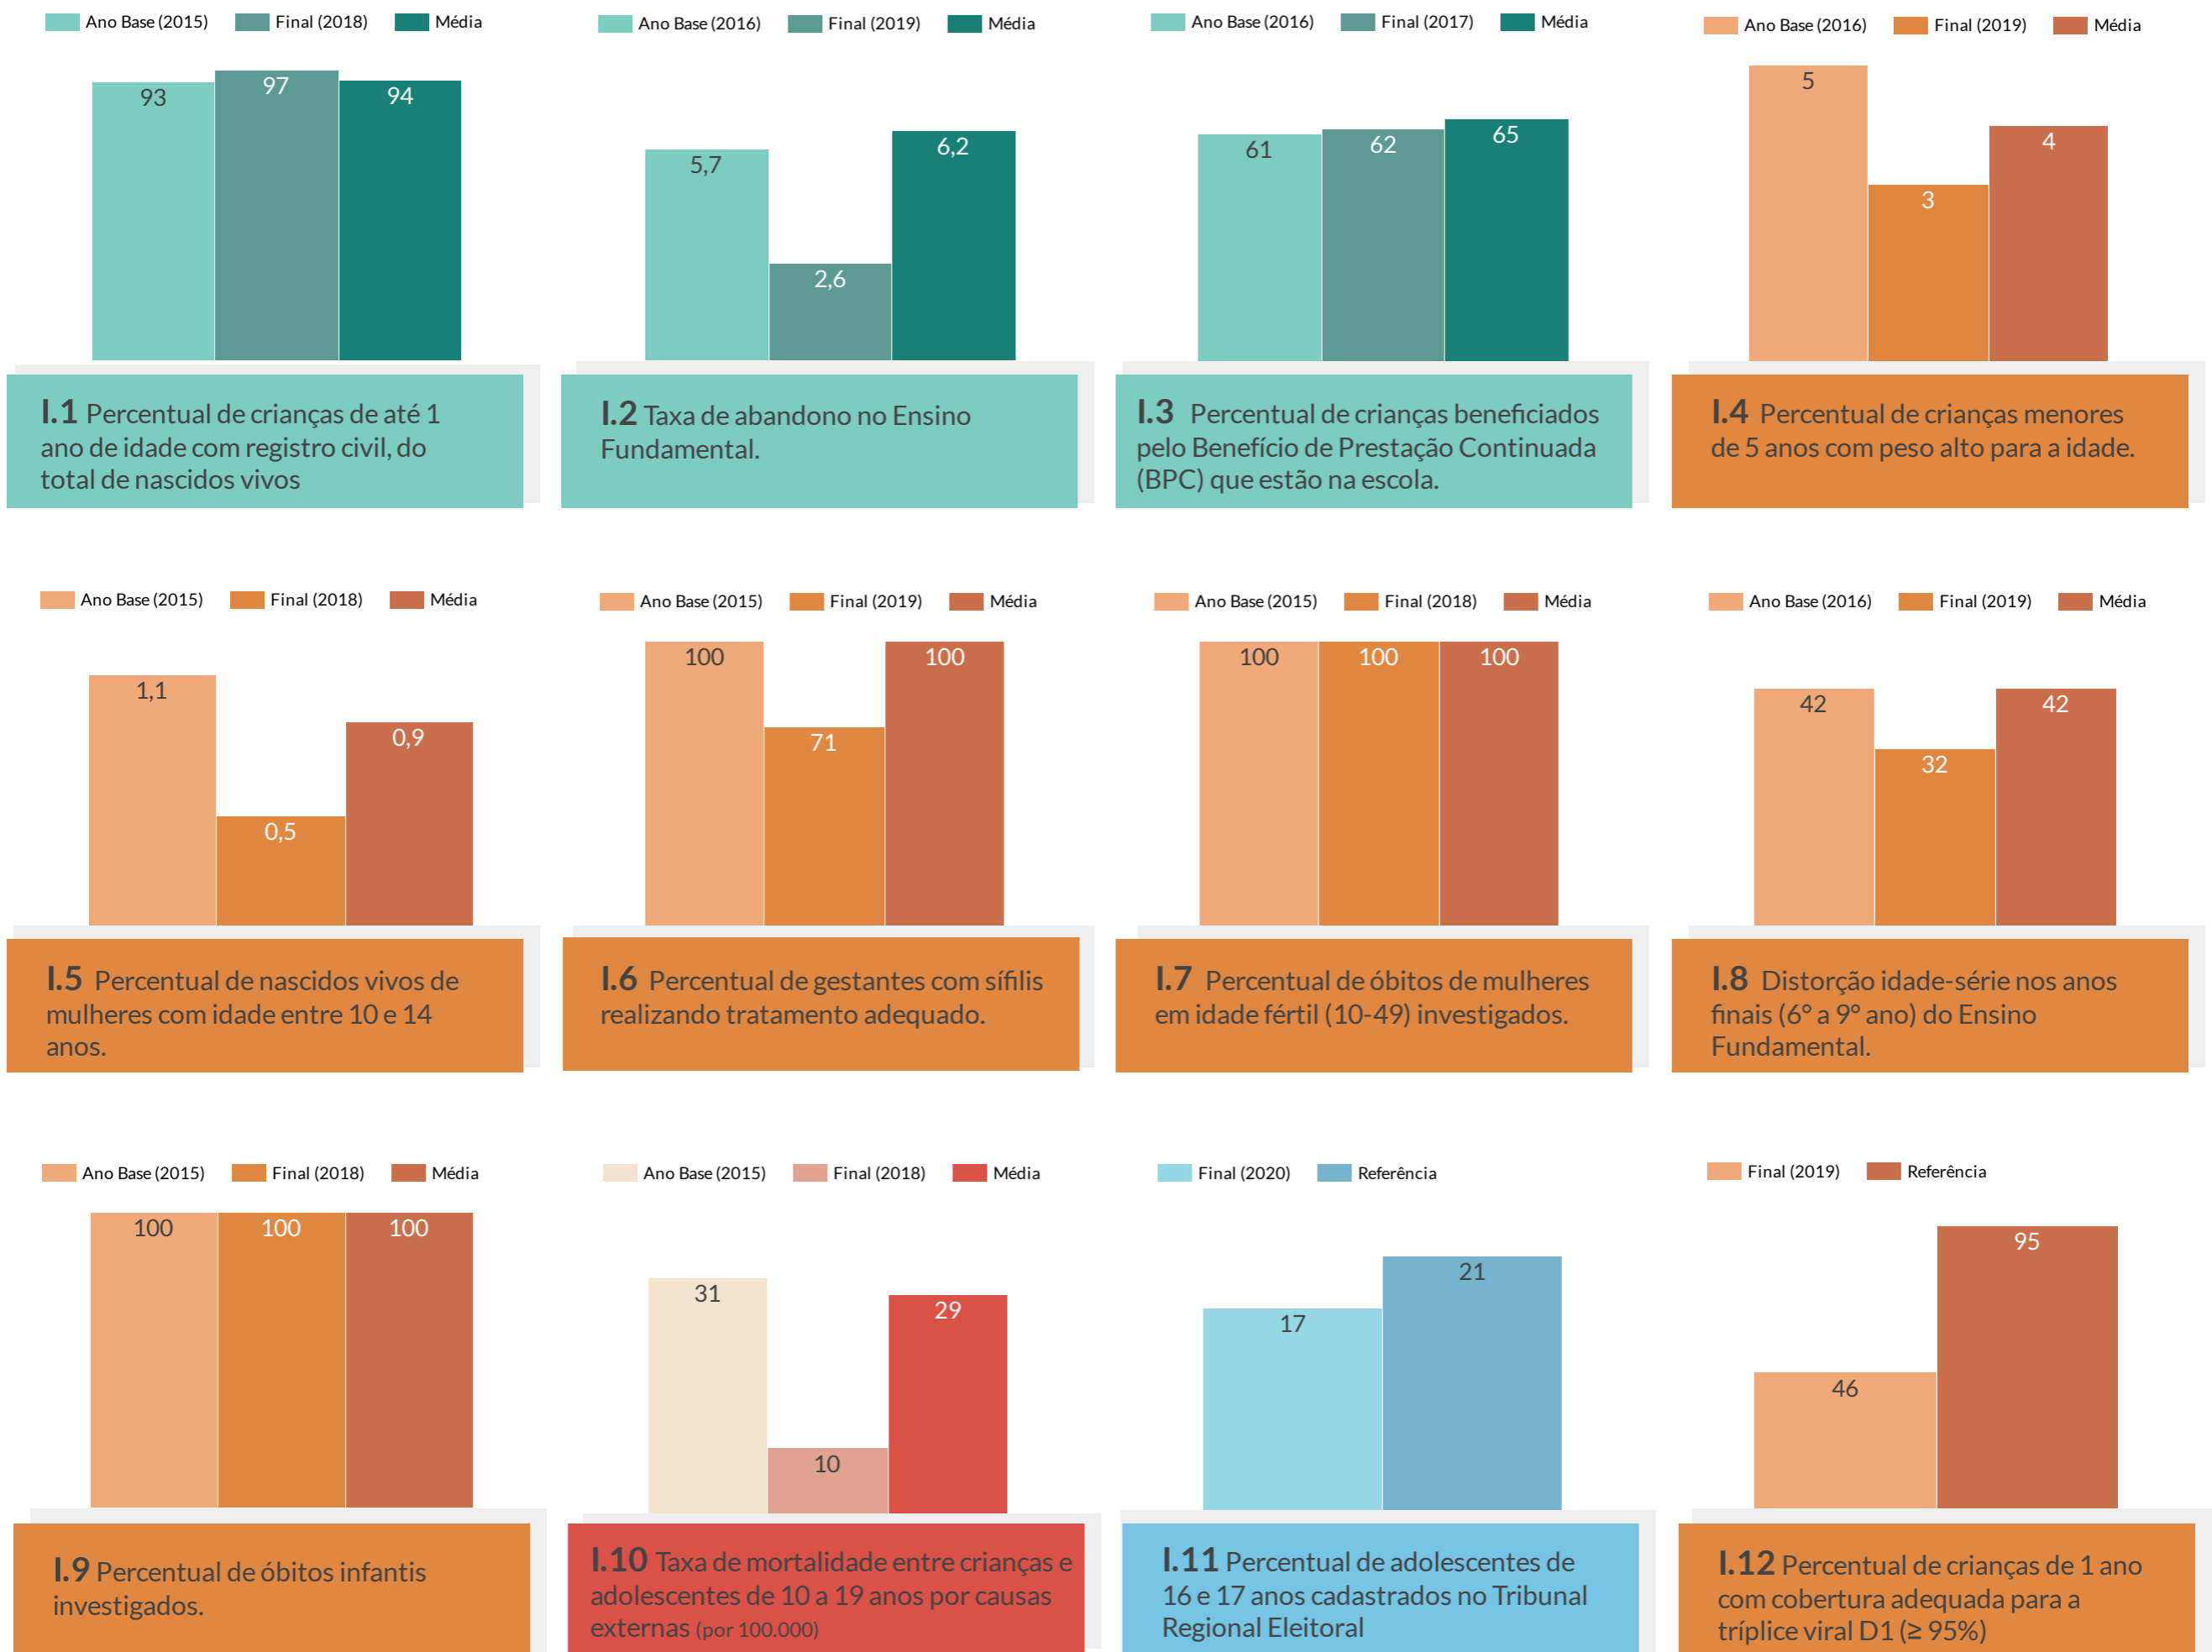 Ano Base (2015) Final (2018) Média
93 97 94
I.1 Percentual de crianças de até 1
ano de idade com registro civil, do
total de nascidos vivos
Ano Base (2016) Final (2019) Média
5,7 2,6 6,2
I.2 Taxa de abandono no Ensino
Fundamental.
Ano Base (2016) Final (2017) Média
61 62 65
I.3 Percentual de crianças beneficiados
pelo Benefício de Prestação Continuada
(BPC) que estão na escola.
Ano Base (2016) Final (2019) Média
5 3 4
I.4 Percentual de crianças menores
de 5 anos com peso alto para a idade.
Ano Base (2015) Final (2018) Média
1,1 0,5 0,9
I.5 Percentual de nascidos vivos de
mulheres com idade entre 10 e 14
anos.
Ano Base (2015) Final (2019) Média
100 71 100
I.6 Percentual de gestantes com sífilis
realizando tratamento adequado.
Ano Base (2015) Final (2018) Média
100 100 100
I.7 Percentual de óbitos de mulheres
em idade fértil (10-49) investigados.
Ano Base (2016) Final (2019) Média
42 32 42
I.8 Distorção idade-série nos anos
finais (6° a 9° ano) do Ensino
Fundamental.
Ano Base (2015) Final (2018) Média
100 100 100
I.9 Percentual de óbitos infantis
investigados.
Ano Base (2015) Final (2018) Média
31 10 29
I.10 Taxa de mortalidade entre crianças e
adolescentes de 10 a 19 anos por causas
externas (por 100.000)
Final (2020) Referência
17 21
I.11 Percentual de adolescentes de
16 e 17 anos cadastrados no Tribunal
Regional Eleitoral
Final (2019) Referência
46 95
I.12 Percentual de crianças de 1 ano
com cobertura adequada para a
tríplice viral D1 (≥ 95%)